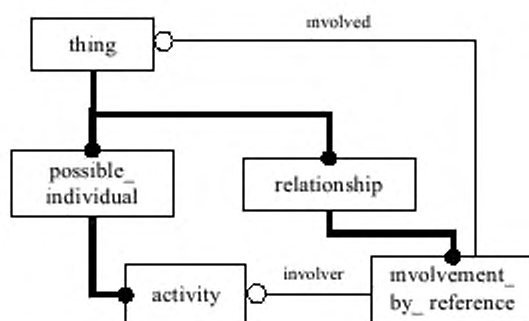 involved
thing
possible_
individual
relationship
activity
involver
involvement_
by_ reference